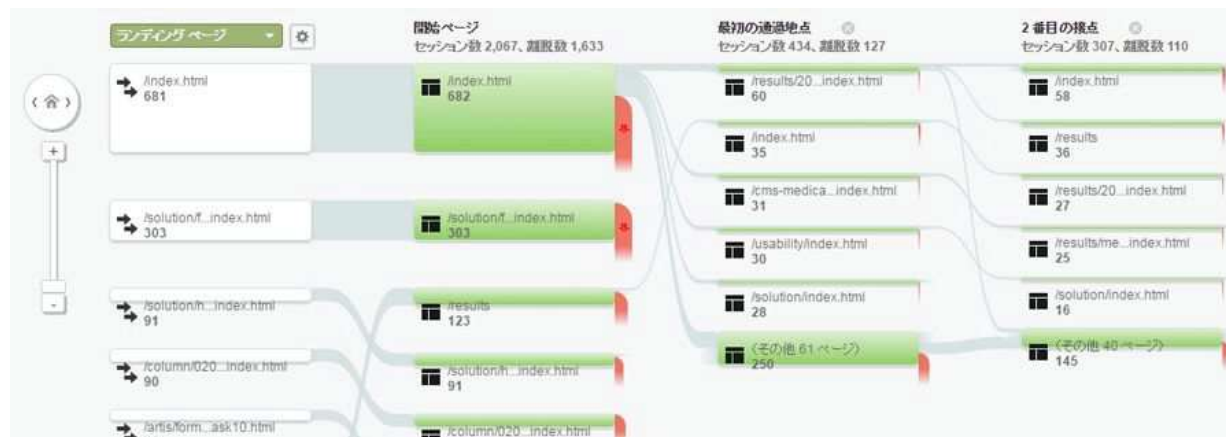 ランディング ページ
/index.html
681
/solution/f...index.html
303
/solution/h...index.html
91
/column/020...index.html
90
/artis/form...ask10.html
開始ページ
セッション数 2,067、離脱数 1,633
/index.html
682
/solution/f...index.html
303
/results
123
/solution/h...index.html
91
/column/020...index.html
最初の通過地点
セッション数 434、離脱数 127
/results/20...index.html
60
/index.html
35
/cms-medica...index.html
31
/usability/index.html
30
/solution/index.html
28
(その他 61 ページ)
250
2 番目の接点
セッション数 307、離脱数 110
/index.html
58
/results
36
/results/20...index.html
27
/results/me...index.html
25
/solution/index.html
16
(その他 40 ページ)
145